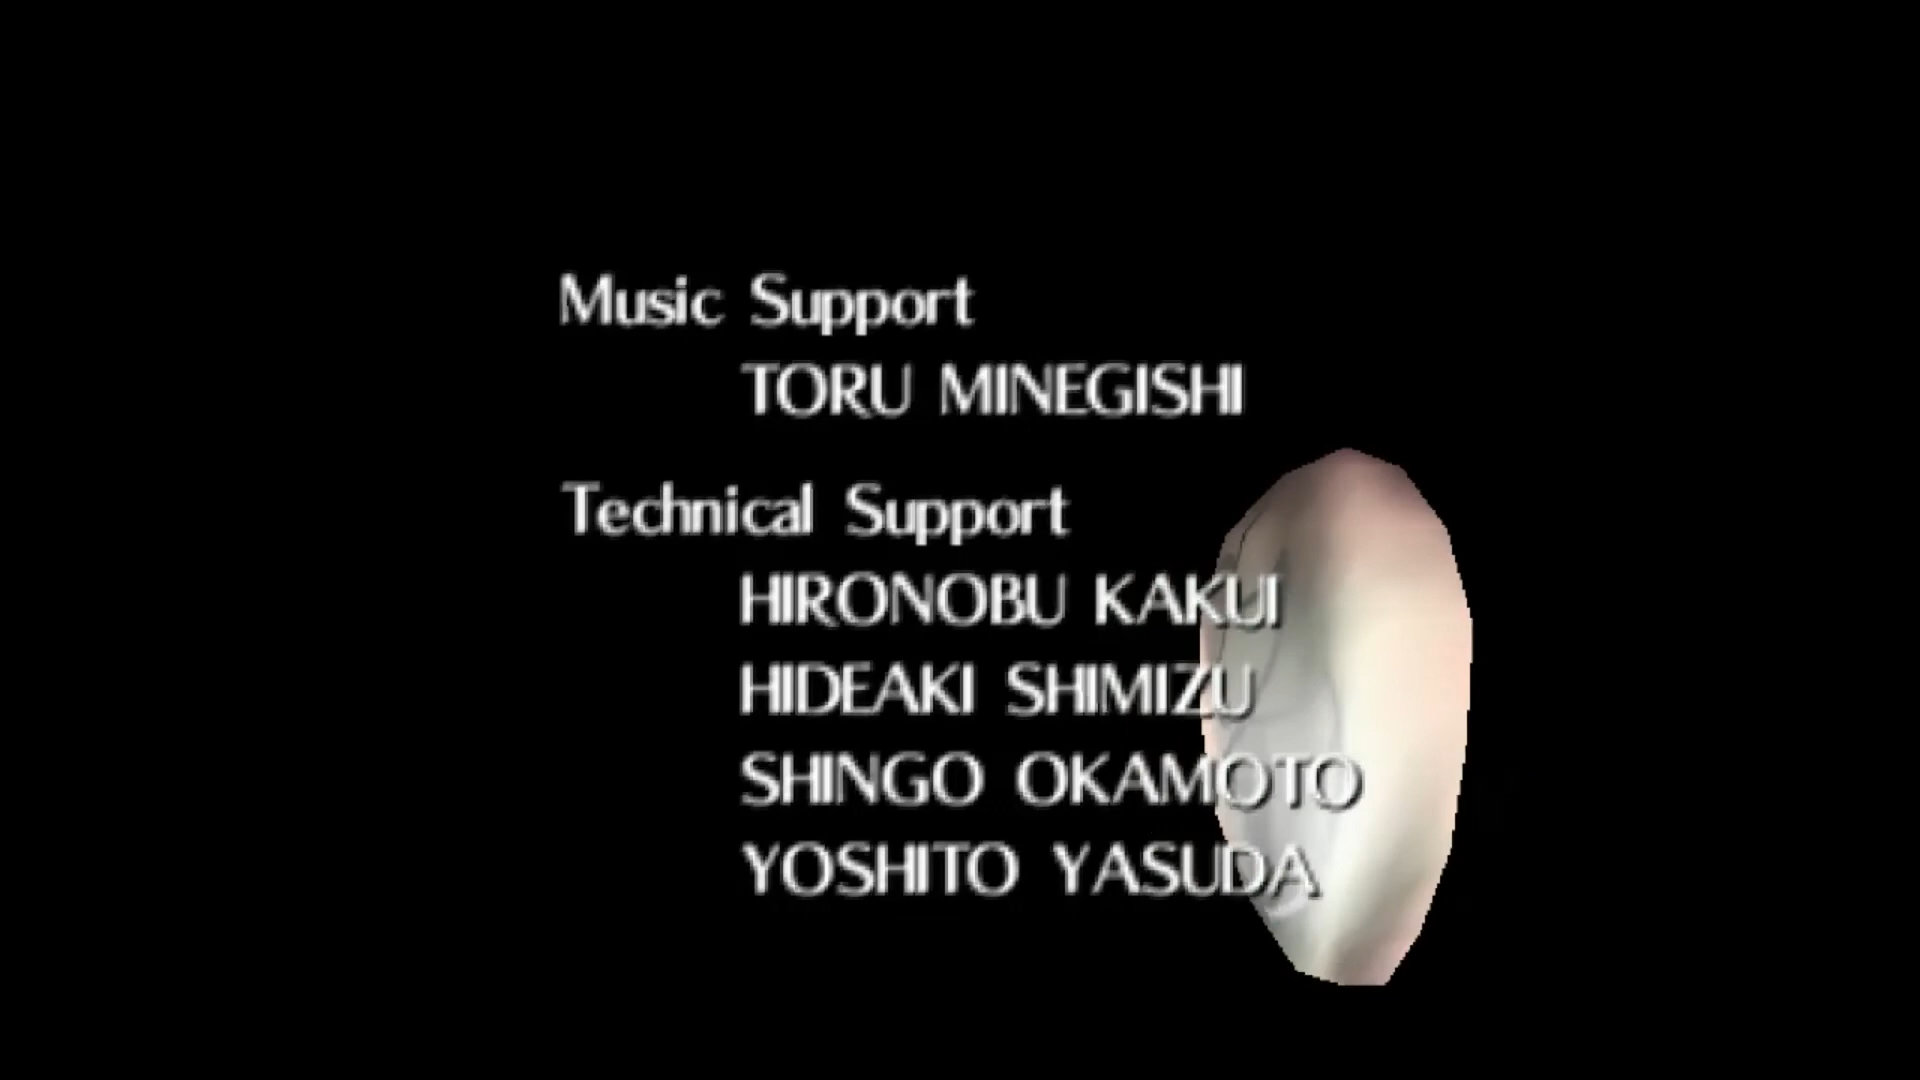 Music Support
TORU MINEGISHI
Technical Support
HIRONOBU KAKUI
HIDEAKI SHIMIZU
SHINGO OKAMOTO
YOSHITO YASUDA